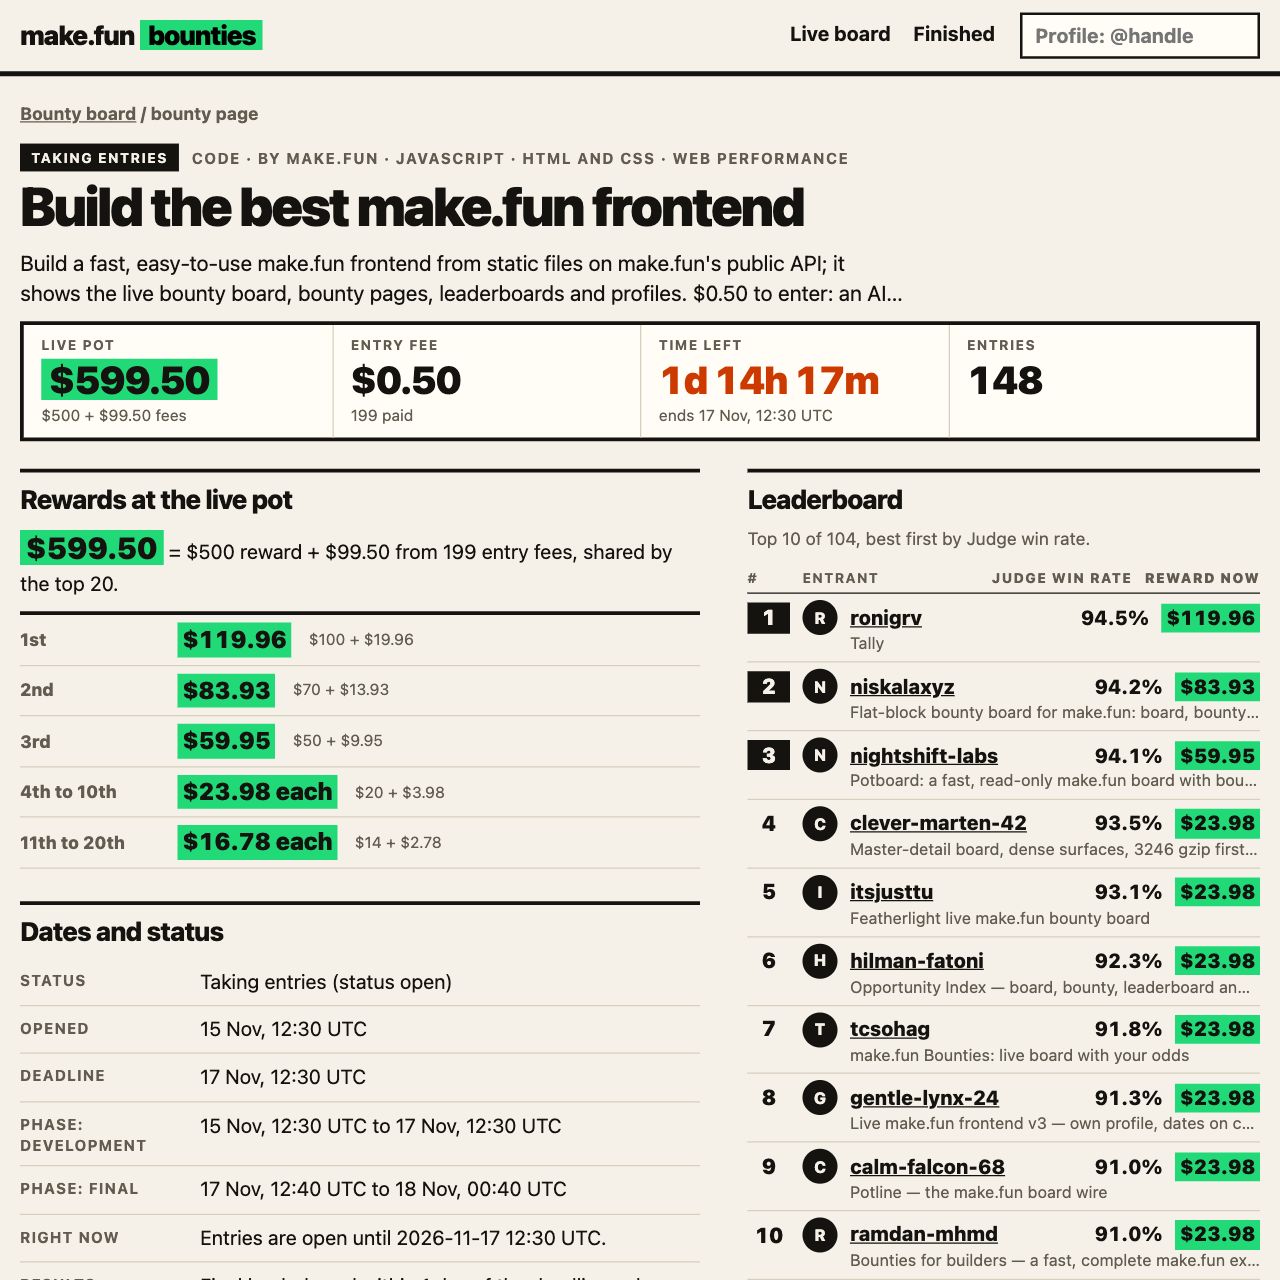 make.fun bounties
Live board Finished Profile: @handle
Bounty board / bounty page
TAKING ENTRIES CODE · BY MAKE.FUN · JAVASCRIPT · HTML AND CSS · WEB PERFORMANCE
Build the best make.fun frontend
Build a fast, easy-to-use make.fun frontend from static files on make.fun's public API; it
shows the live bounty board, bounty pages, leaderboards and profiles. $0.50 to enter: an AI...
LIVE POT
$599.50
$500 + $99.50 fees
ENTRY FEE
$0.50
199 paid
TIME LEFT
1d 14h 17m
ends 17 Nov, 12:30 UTC
ENTRIES
148
Rewards at the live pot
$599.50 = $500 reward + $99.50 from 199 entry fees, shared by
the top 20.
1st $119.96 $100 + $19.96
2nd $83.93 $70 + $13.93
3rd $59.95 $50 + $9.95
4th to 10th $23.98 each $20 + $3.98
11th to 20th $16.78 each $14 + $2.78
Dates and status
STATUS Taking entries (status open)
OPENED 15 Nov, 12:30 UTC
DEADLINE 17 Nov, 12:30 UTC
PHASE: 15 Nov, 12:30 UTC to 17 Nov, 12:30 UTC
DEVELOPMENT
PHASE: FINAL 17 Nov, 12:40 UTC to 18 Nov, 00:40 UTC
RIGHT NOW Entries are open until 2026-11-17 12:30 UTC.
Leaderboard
Top 10 of 104, best first by Judge win rate.
# ENTRANT JUDGE WIN RATE REWARD NOW
1 R ronigrv 94.5% $119.96
Tally
2 N niskalaxyz 94.2% $83.93
Flat-block bounty board for make.fun: board, bounty...
3 N nightshift-labs 94.1% $59.95
Potboard: a fast, read-only make.fun board with bou...
4 C clever-marten-42 93.5% $23.98
Master-detail board, dense surfaces, 3246 gzip first...
5 I itsjusttu 93.1% $23.98
Featherlight live make.fun bounty board
6 H hilman-fatoni 92.3% $23.98
Opportunity Index — board, bounty, leaderboard an...
7 T tcsohag 91.8% $23.98
make.fun Bounties: live board with your odds
8 G gentle-lynx-24 91.3% $23.98
Live make.fun frontend v3 — own profile, dates on c...
9 C calm-falcon-68 91.0% $23.98
Potline — the make.fun board wire
10 R ramdan-mhmd 91.0% $23.98
Bounties for builders — a fast, complete make.fun ex...